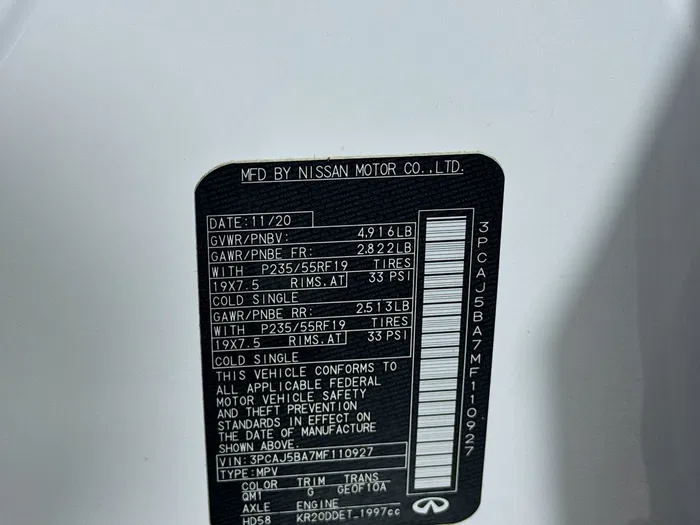 MFD BY NISSAN MOTOR CO.,LTD.
DATE:11/20
GVWR/PNBV: 4,916LB
GAWR/PNBE FR: 2,822LB
WITH P235/55RF19 TIRES
19X7.5 RIMS.AT 33 PSI
COLD SINGLE
GAWR/PNBE RR: 2,513LB
WITH P235/55RF19 TIRES
19X7.5 RIMS.AT 33 PSI
COLD SINGLE
THIS VEHICLE CONFORMS TO
ALL APPLICABLE FEDERAL
MOTOR VEHICLE SAFETY
AND THEFT PREVENTION
STANDARDS IN EFFECT ON
THE DATE OF MANUFACTURE
SHOWN ABOVE.
VIN:3PCAJ5BA7MF110927
TYPE:MPV
COLOR TRIM TRANS
QM1 G GE0F10A
AXLE ENGINE
HD58 KR20DDET_1997cc
3PCAJ5BA7MF110927